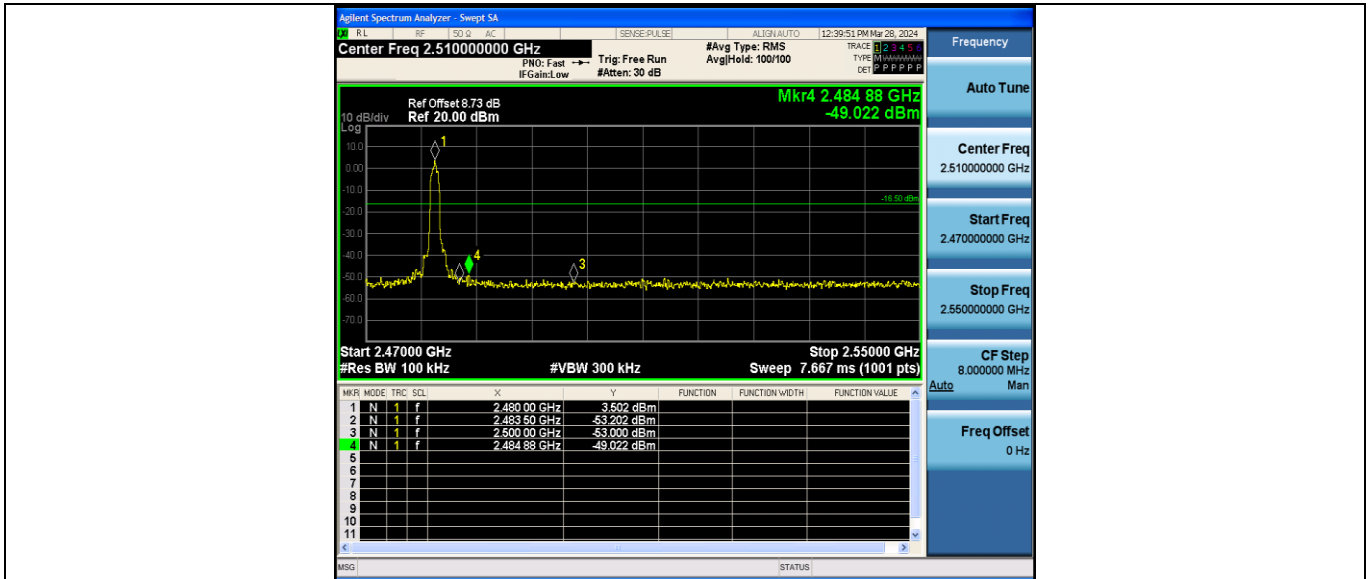 Agilent Spectrum Analyzer - Swept SA
LXI RL RF 50 Ω AC SENSE:PULSE ALIGN AUTO 12:39:51 PM Mar 28, 2024
Center Freq 2.510000000 GHz
PNO: Fast
IFGain:Low
Trig: Free Run
#Atten: 30 dB
#Avg Type: RMS
Avg|Hold: 100/100
TRACE 1 2 3 4 5 6
TYPE M WWWWW
DET P P P P P P
Ref Offset 8.73 dB
10 dB/div Ref 20.00 dBm
Log
Mkr4 2.484 88 GHz
-49.022 dBm
10.0
0.00
-10.0
-20.0
-30.0
-40.0
-50.0
-60.0
-70.0
1
4
3
-16.50 dBm
Start 2.47000 GHz Stop 2.55000 GHz
#Res BW 100 kHz #VBW 300 kHz Sweep 7.667 ms (1001 pts)
MKR MODE TRC SCL X Y FUNCTION FUNCTION WIDTH FUNCTION VALUE
1 N 1 f 2.480 00 GHz 3.502 dBm
2 N 1 f 2.483 50 GHz -53.202 dBm
3 N 1 f 2.500 00 GHz -53.000 dBm
4 N 1 f 2.484 88 GHz -49.022 dBm
5
6
7
8
9
10
11
MSG STATUS
Frequency
Auto Tune
Center Freq
2.510000000 GHz
Start Freq
2.470000000 GHz
Stop Freq
2.550000000 GHz
CF Step
8.000000 MHz
Auto Man
Freq Offset
0 Hz